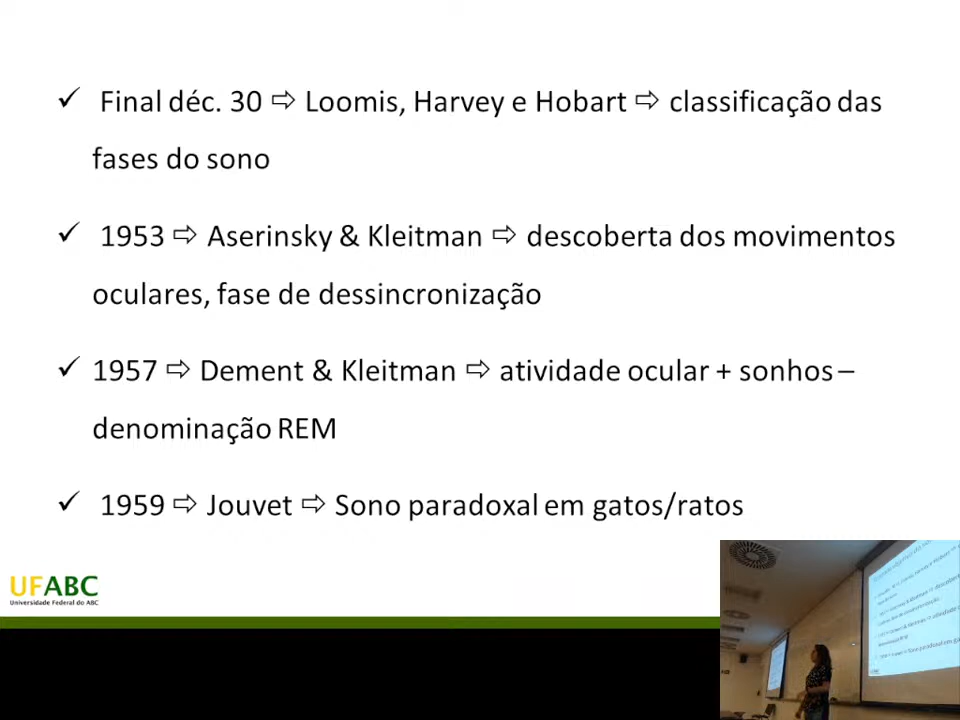 ✓ Final déc. 30 ⇨ Loomis, Harvey e Hobart ⇨ classificação das
fases do sono
✓ 1953 ⇨ Aserinsky & Kleitman ⇨ descoberta dos movimentos
oculares, fase de dessincronização
✓ 1957 ⇨ Dement & Kleitman ⇨ atividade ocular + sonhos –
denominação REM
✓ 1959 ⇨ Jouvet ⇨ Sono paradoxal em gatos/ratos
UFABC
Universidade Federal do ABC